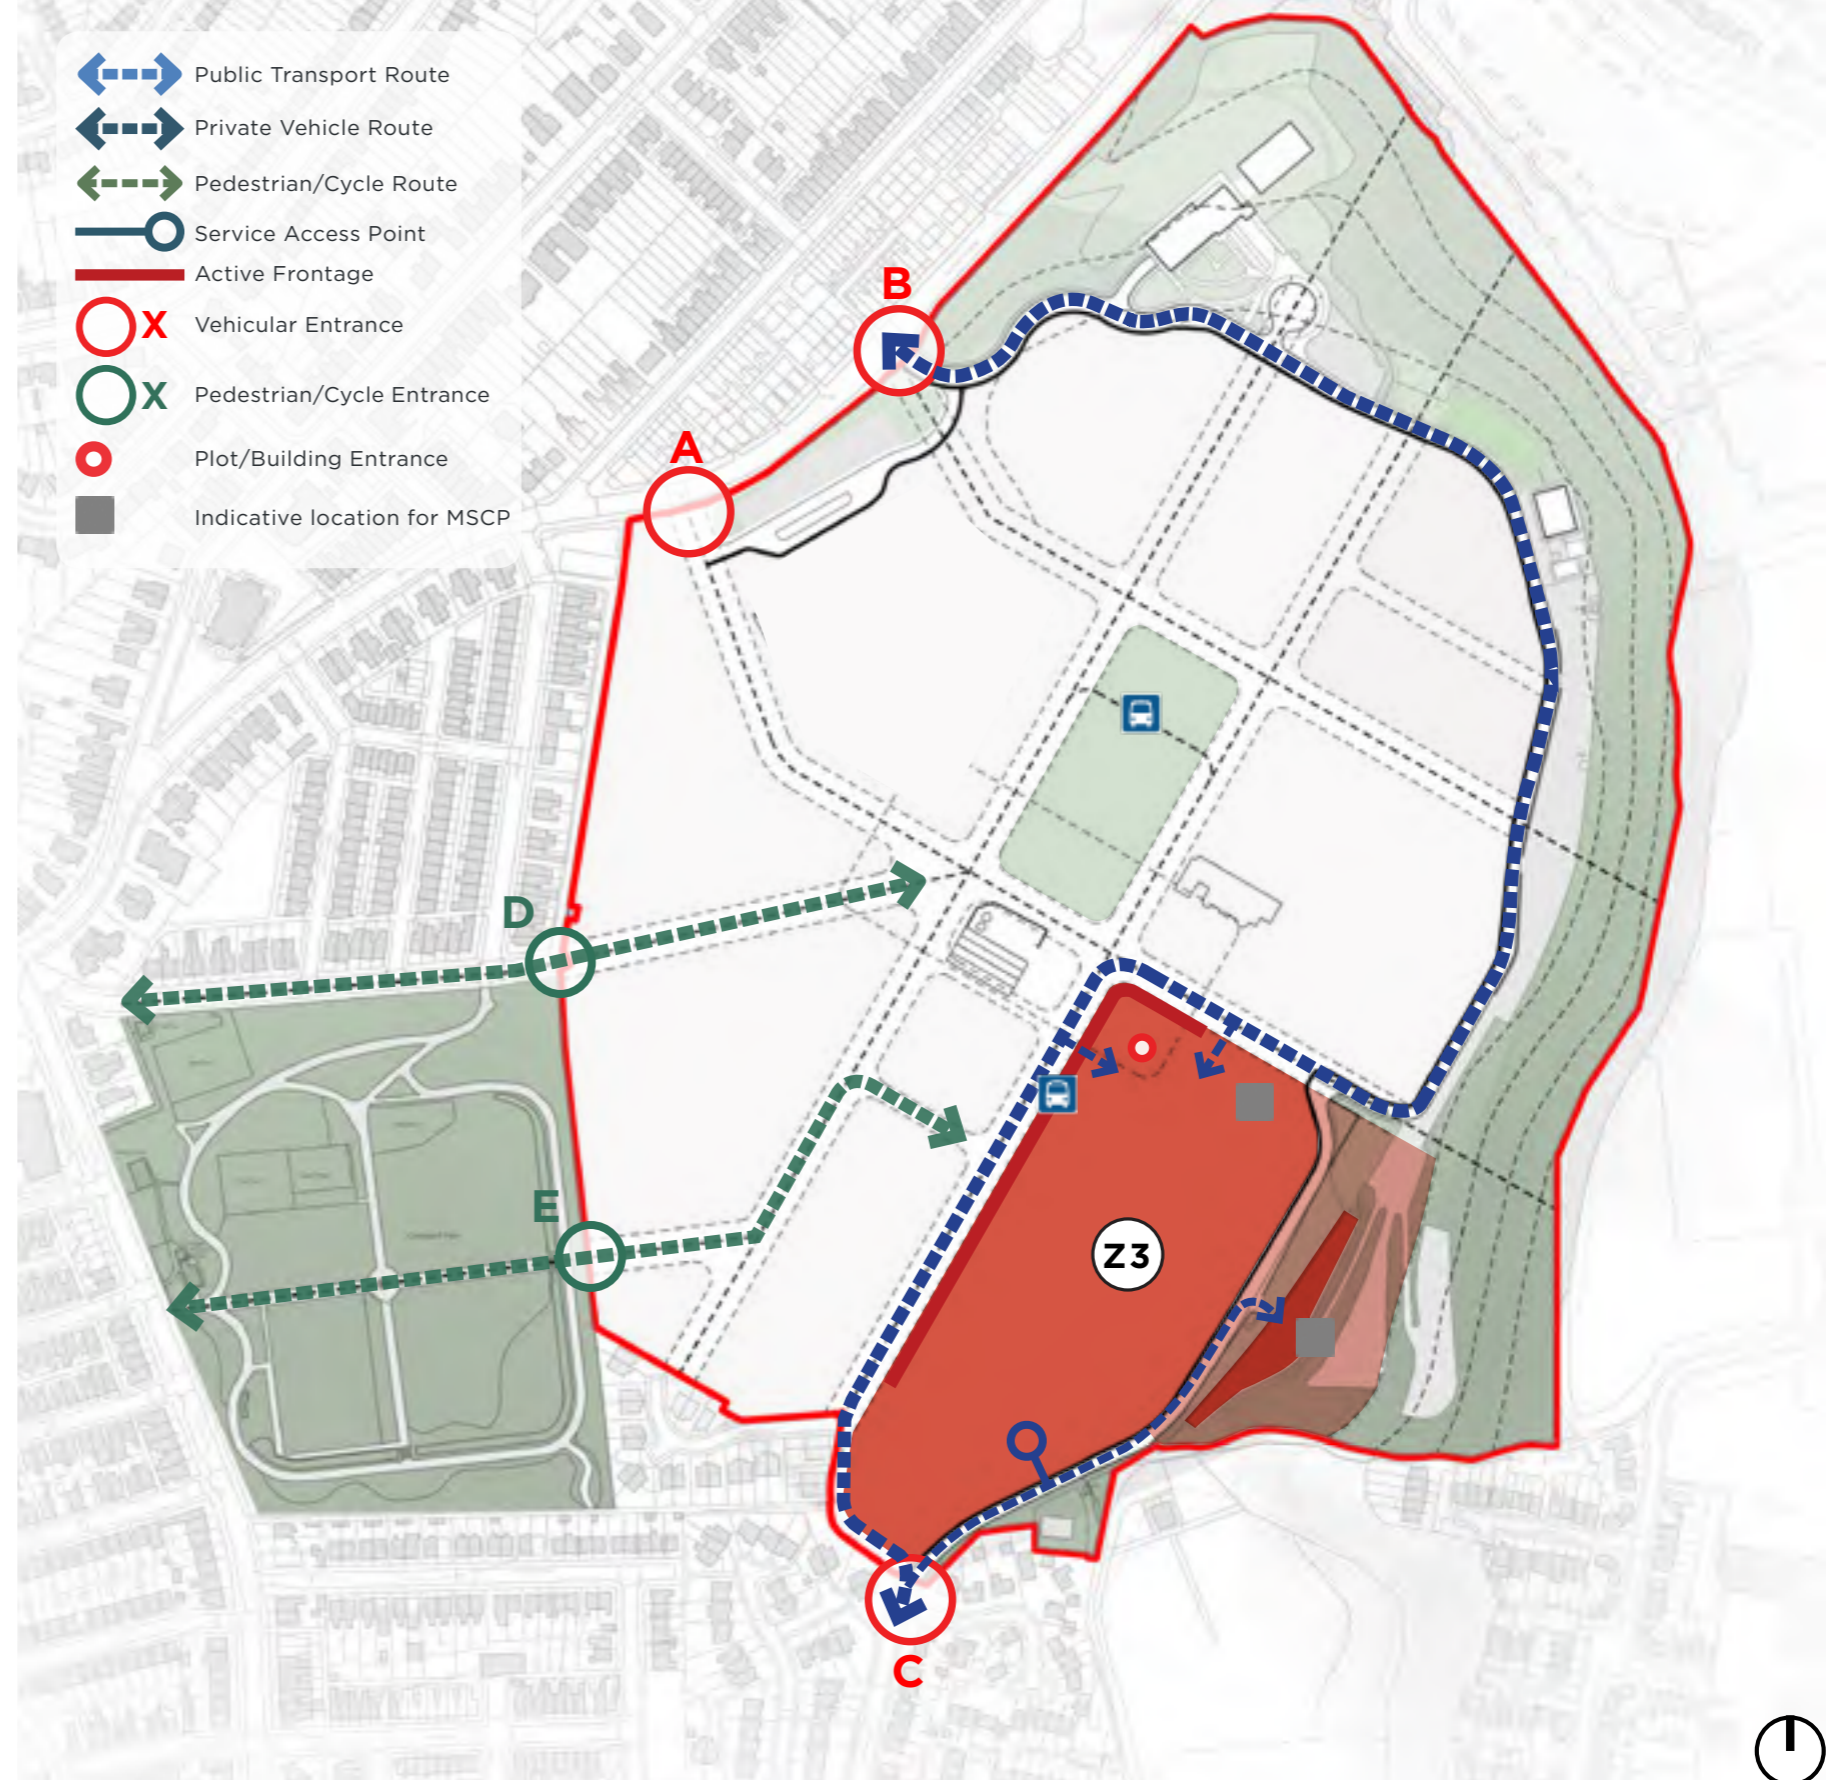 Public Transport Route
Private Vehicle Route
Pedestrian/Cycle Route
Service Access Point
Active Frontage
X Vehicular Entrance
X Pedestrian/Cycle Entrance
Plot/Building Entrance
Indicative location for MSCP
B
A
D
E
Z3
C